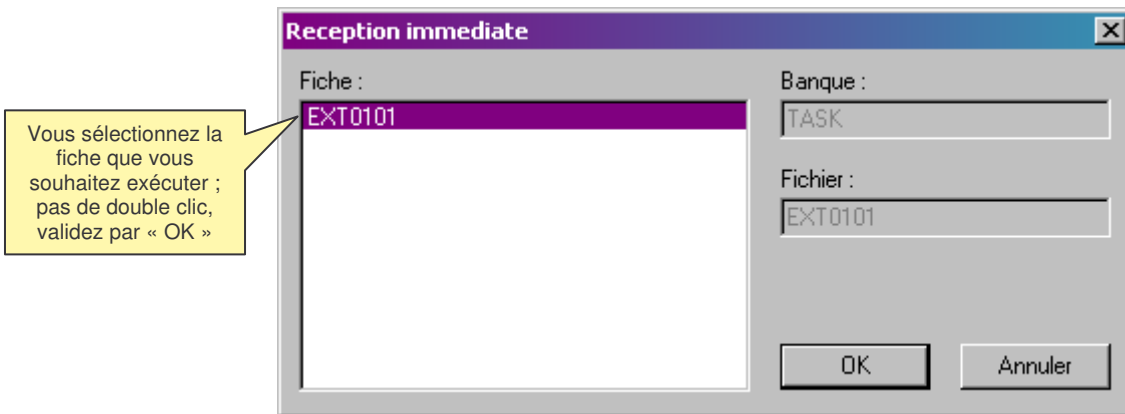 Reception immediate
Fiche :
EXT0101
Vous sélectionnez la
fiche que vous
souhaitez exécuter ;
pas de double clic,
validez par « OK »
Banque :
TASK
Fichier :
EXT0101
OK
Annuler